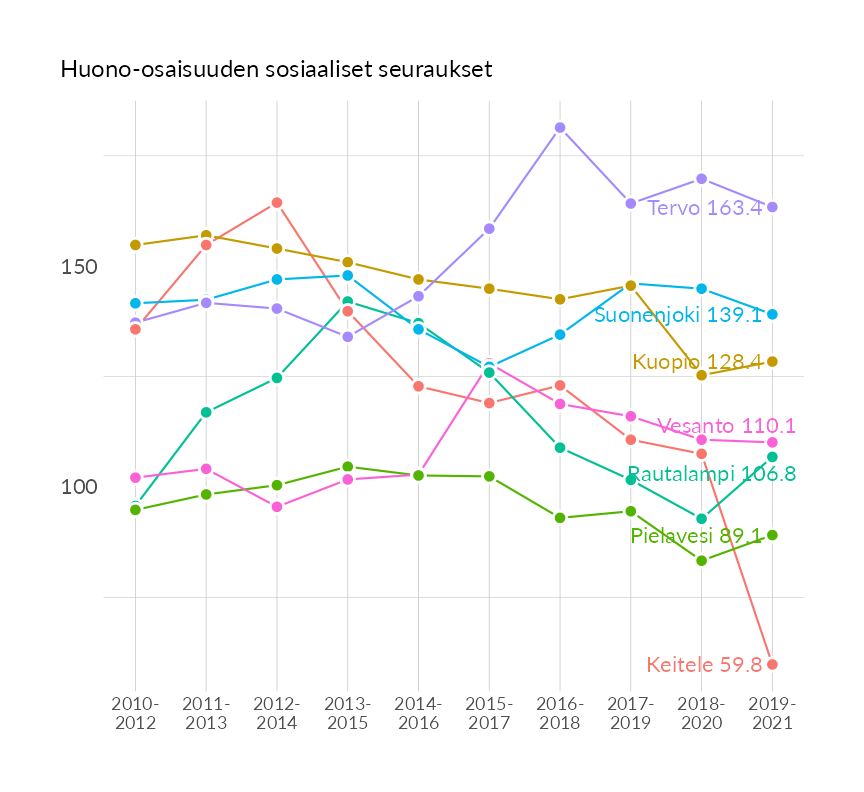 Huono-osaisuuden sosiaaliset seuraukset
150
100
Tervo 163.4
Suonenjoki 139.1
Kuopio 128.4
Vesanto 110.1
Rautalampi 106.8
Pielavesi 89.1
Keitele 59.8
2010- 2011- 2012- 2013- 2014- 2015- 2016- 2017- 2018- 2019-
2012 2013 2014 2015 2016 2017 2018 2019 2020 2021